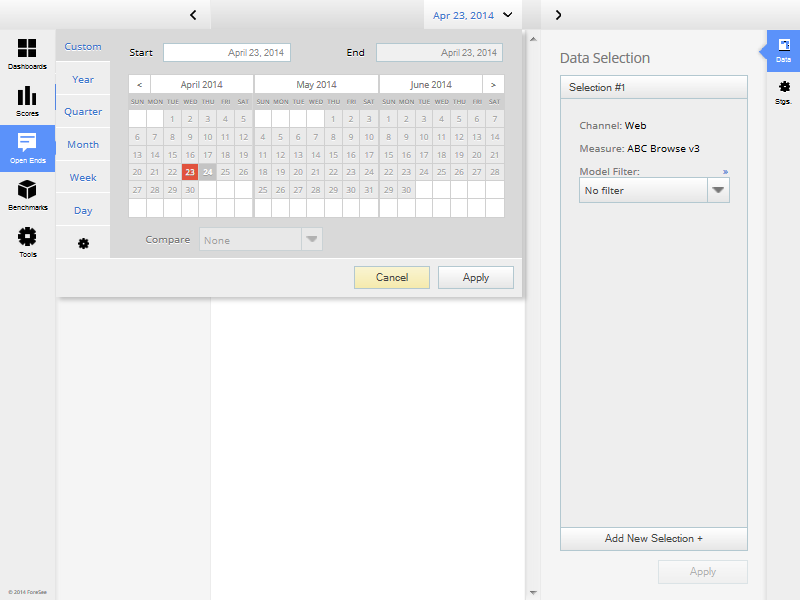 Apr 23, 2014
Dashboards
Scores
Open Ends
Benchmarks
Tools
© 2014 ForeSee
Custom
Year
Quarter
Month
Week
Day
Start April 23, 2014 End April 23, 2014
< April 2014 May 2014 June 2014 >
SUN MON TUE WED THU FRI SAT SUN MON TUE WED THU FRI SAT SUN MON TUE WED THU FRI SAT
1 2 3 4 5 1 2 3 1 2 3 4 5 6 7
6 7 8 9 10 11 12 4 5 6 7 8 9 10 8 9 10 11 12 13 14
13 14 15 16 17 18 19 11 12 13 14 15 16 17 15 16 17 18 19 20 21
20 21 22 23 24 25 26 18 19 20 21 22 23 24 22 23 24 25 26 27 28
27 28 29 30 25 26 27 28 29 30 31 29 30
Compare None
Cancel Apply
Data Selection
Selection #1
Channel: Web
Measure: ABC Browse v3
Model Filter: »
No filter
Add New Selection +
Apply
Data
Stgs.